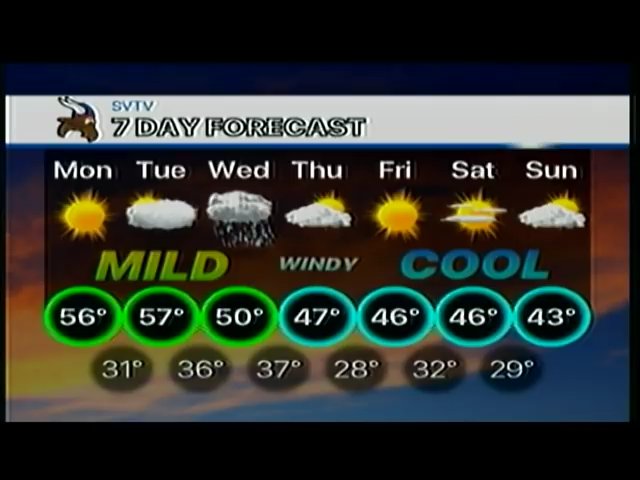 SVTV
7 DAY FORECAST
Mon Tue Wed Thu Fri Sat Sun
MILD WINDY COOL
56° 57° 50° 47° 46° 46° 43°
31° 36° 37° 28° 32° 29°